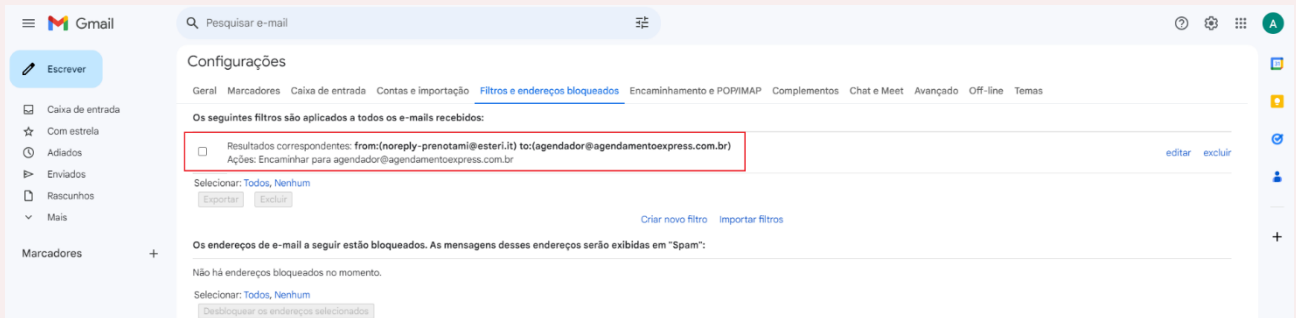 Gmail
Pesquisar e-mail
A
Escrever
Caixa de entrada
Com estrela
Adiados
Enviados
Rascunhos
Mais
Marcadores
Configurações
Geral Marcadores Caixa de entrada Contas e importação Filtros e endereços bloqueados Encaminhamento e POP/IMAP Complementos Chat e Meet Avançado Off-line Temas
Os seguintes filtros são aplicados a todos os e-mails recebidos:
Resultados correspondentes: from:(noreply-prenotami@esteri.it) to:(agendador@agendamentoexpress.com.br)
Ações: Encaminhar para agendador@agendamentoexpress.com.br
editar excluir
Selecionar: Todos, Nenhum
Exportar Excluir
Criar novo filtro Importar filtros
Os endereços de e-mail a seguir estão bloqueados. As mensagens desses endereços serão exibidas em "Spam":
Não há endereços bloqueados no momento.
Selecionar: Todos, Nenhum
Desbloquear os endereços selecionados